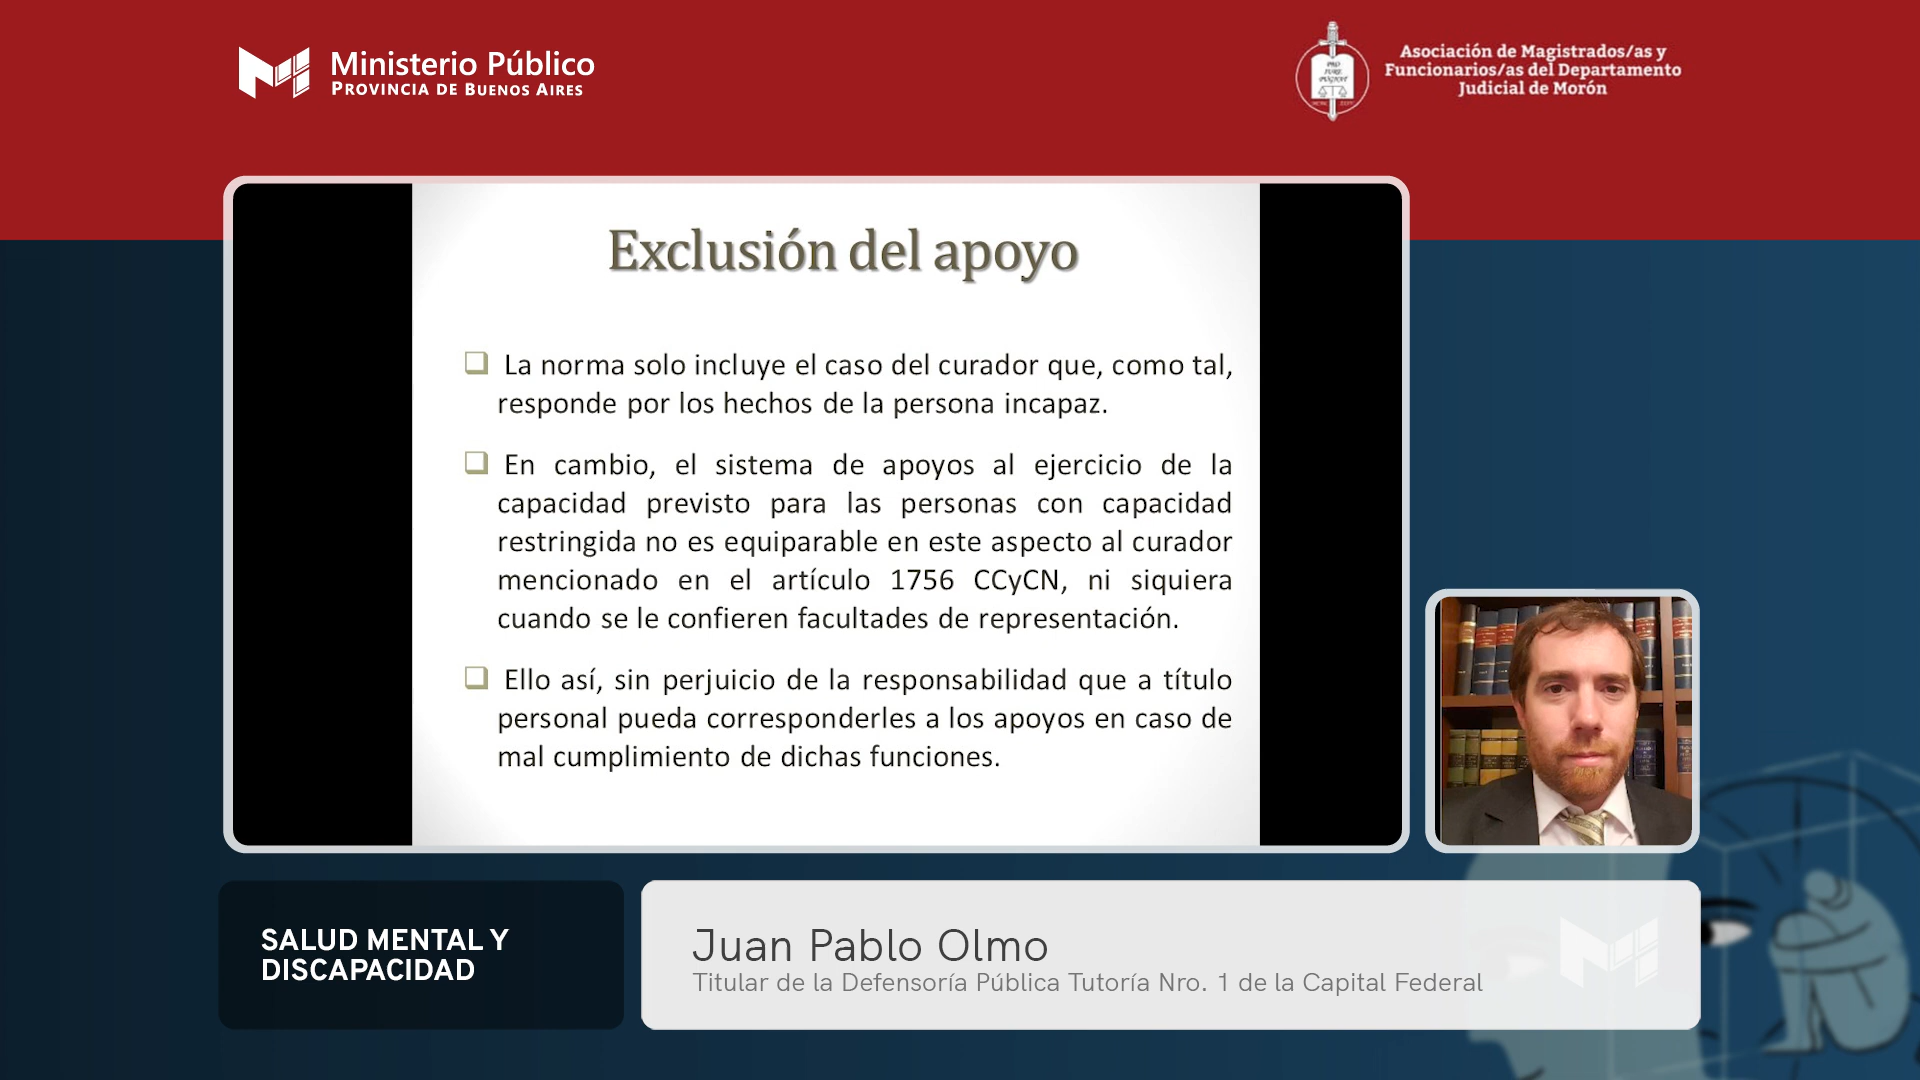 Ministerio Público
PROVINCIA DE BUENOS AIRES
Asociación de Magistrados/as y
Funcionarios/as del Departamento
Judicial de Morón
Exclusión del apoyo
La norma solo incluye el caso del curador que, como tal,
responde por los hechos de la persona incapaz.
En cambio, el sistema de apoyos al ejercicio de la
capacidad previsto para las personas con capacidad
restringida no es equiparable en este aspecto al curador
mencionado en el artículo 1756 CCyCN, ni siquiera
cuando se le confieren facultades de representación.
Ello así, sin perjuicio de la responsabilidad que a título
personal pueda corresponderles a los apoyos en caso de
mal cumplimiento de dichas funciones.
SALUD MENTAL Y
DISCAPACIDAD
Juan Pablo Olmo
Titular de la Defensoría Pública Tutoría Nro. 1 de la Capital Federal